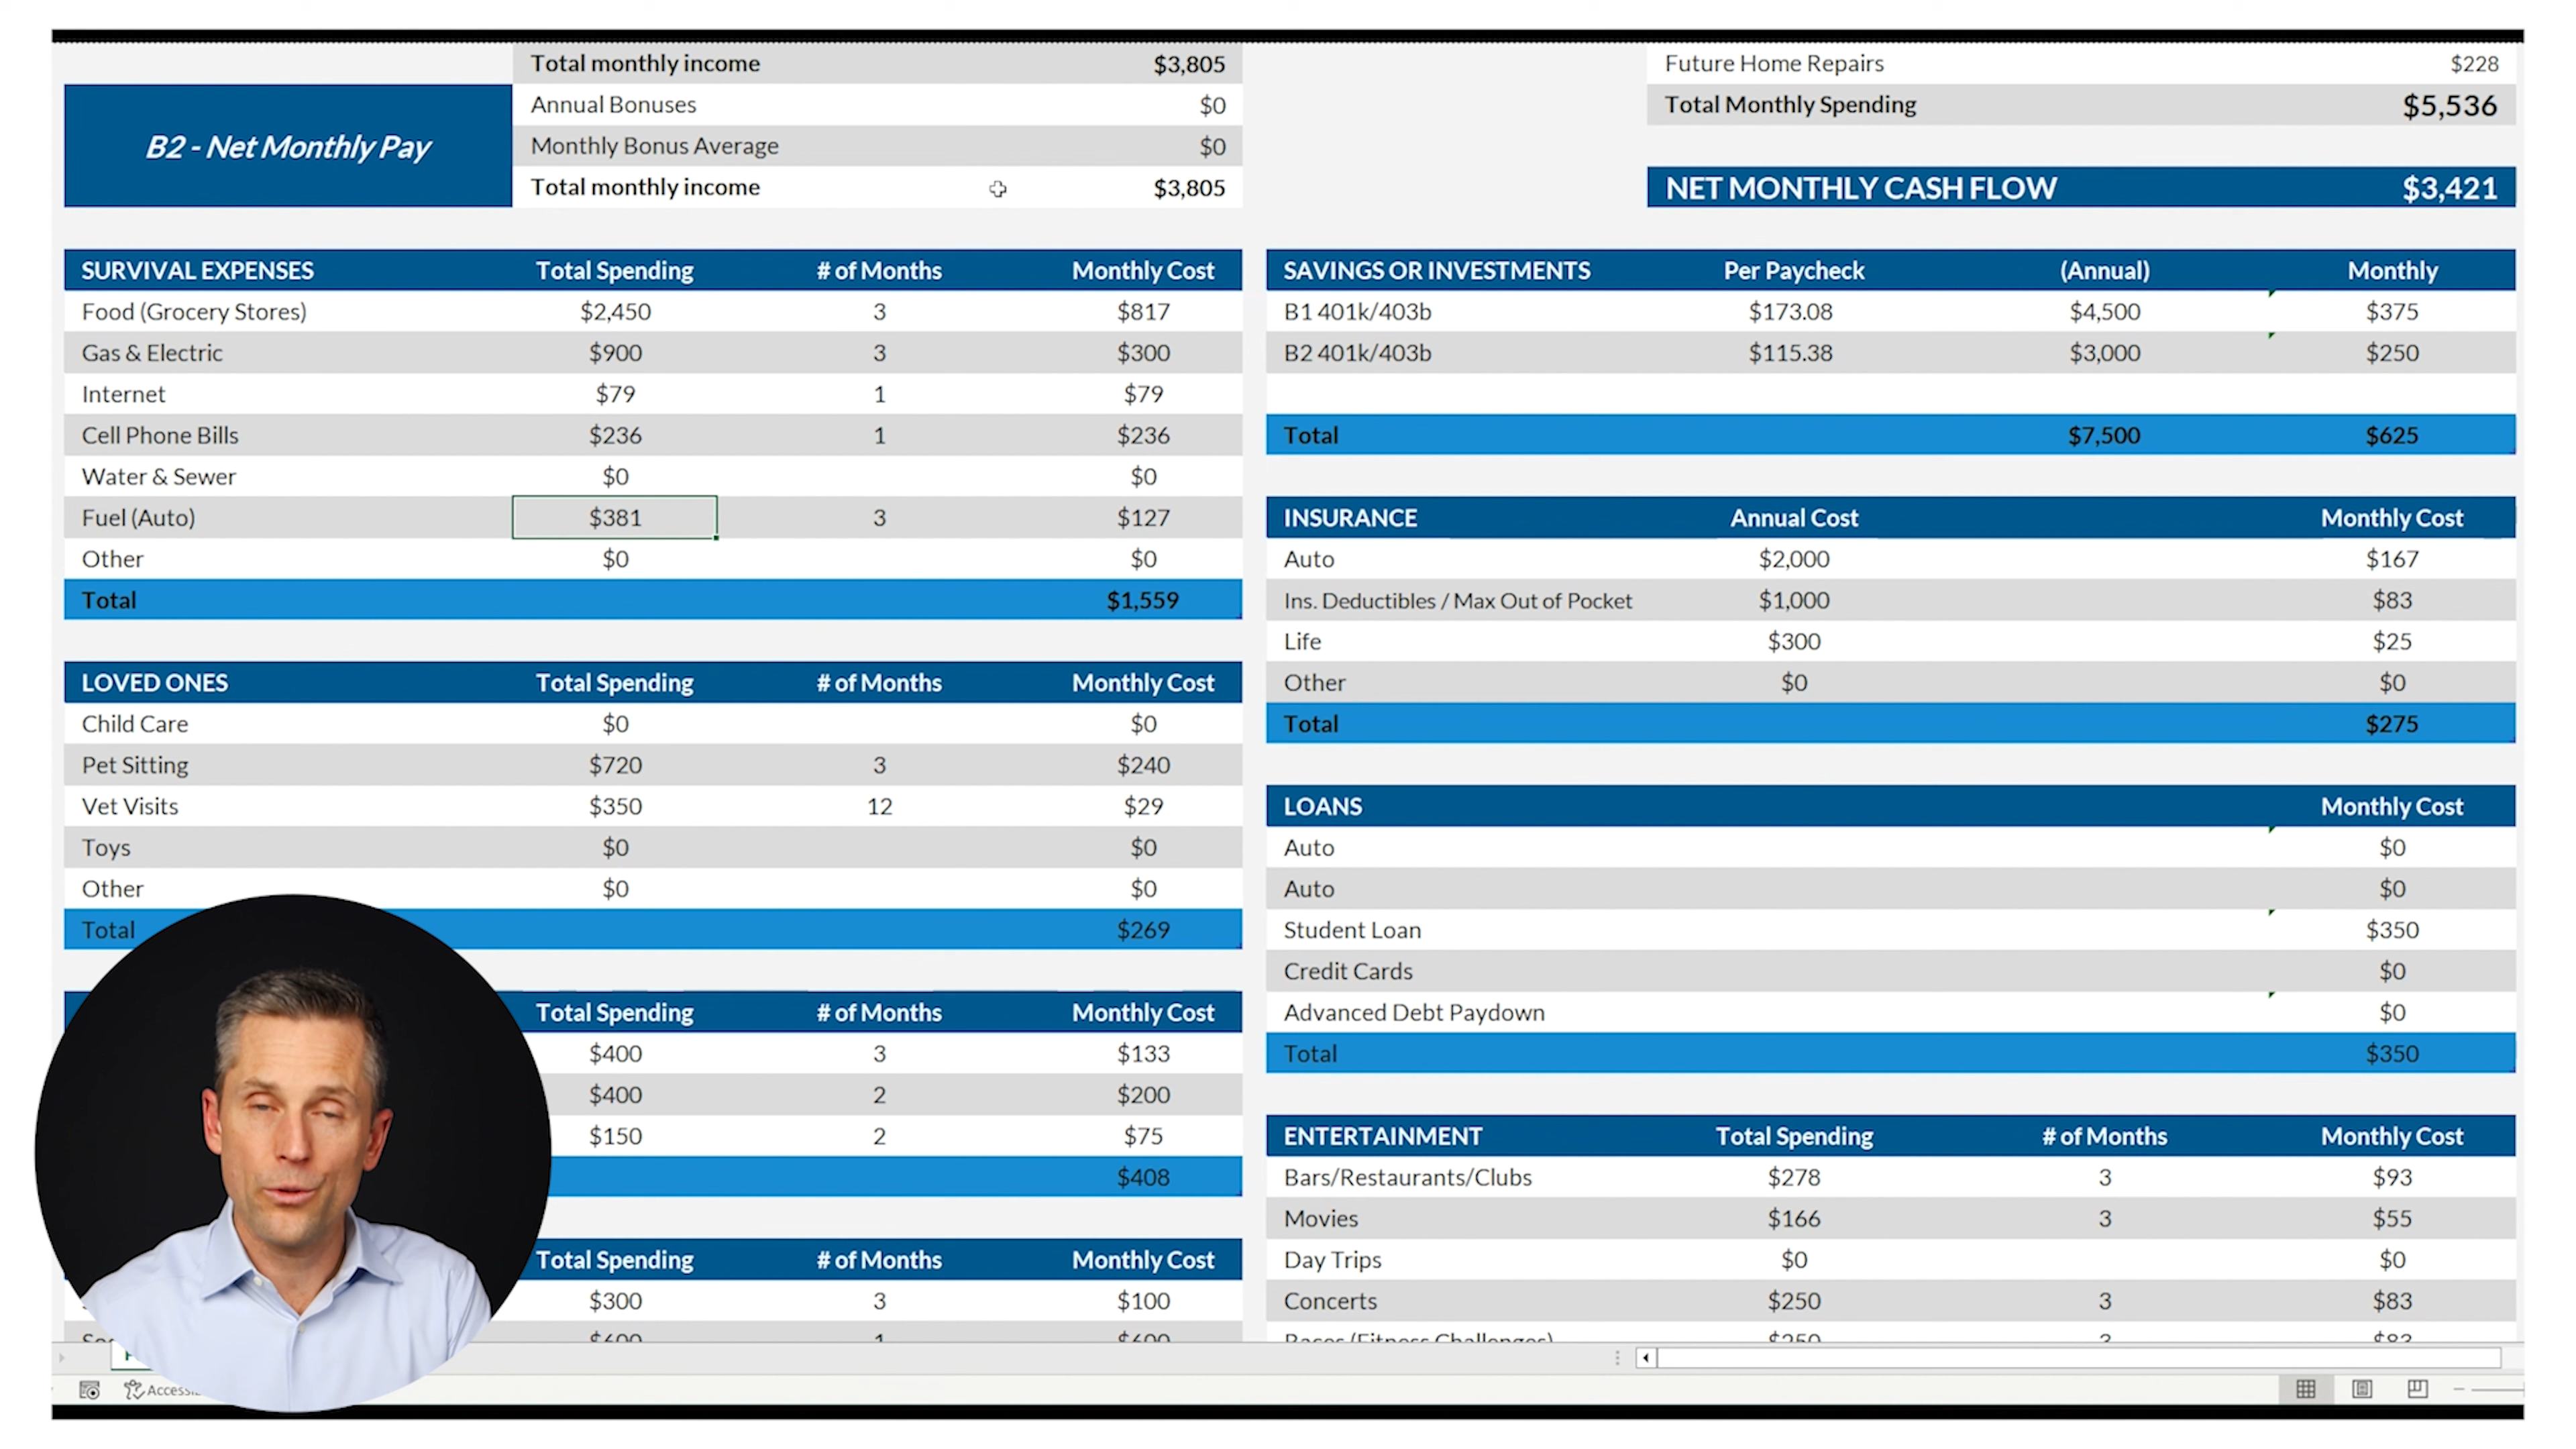 Total monthly income $3,805
Annual Bonuses $0
B2 - Net Monthly Pay
Monthly Bonus Average $0
Total monthly income $3,805
Future Home Repairs $228
Total Monthly Spending $5,536
NET MONTHLY CASH FLOW $3,421
SURVIVAL EXPENSES Total Spending # of Months Monthly Cost
Food (Grocery Stores) $2,450 3 $817
Gas & Electric $900 3 $300
Internet $79 1 $79
Cell Phone Bills $236 1 $236
Water & Sewer $0 $0
Fuel (Auto) $381 3 $127
Other $0 $0
Total $1,559
LOVED ONES Total Spending # of Months Monthly Cost
Child Care $0 $0
Pet Sitting $720 3 $240
Vet Visits $350 12 $29
Toys $0 $0
Other $0 $0
Total $269
Total Spending # of Months Monthly Cost
$400 3 $133
$400 2 $200
$150 2 $75
$408
Total Spending # of Months Monthly Cost
$300 3 $100
$600 1 $600
SAVINGS OR INVESTMENTS Per Paycheck (Annual) Monthly
B1 401k/403b $173.08 $4,500 $375
B2 401k/403b $115.38 $3,000 $250
Total $7,500 $625
INSURANCE Annual Cost Monthly Cost
Auto $2,000 $167
Ins. Deductibles / Max Out of Pocket $1,000 $83
Life $300 $25
Other $0 $0
Total $275
LOANS Monthly Cost
Auto $0
Auto $0
Student Loan $350
Credit Cards $0
Advanced Debt Paydown $0
Total $350
ENTERTAINMENT Total Spending # of Months Monthly Cost
Bars/Restaurants/Clubs $278 3 $93
Movies $166 3 $55
Day Trips $0 $0
Concerts $250 3 $83
Races (Fitness Challenges) $250 3 $83